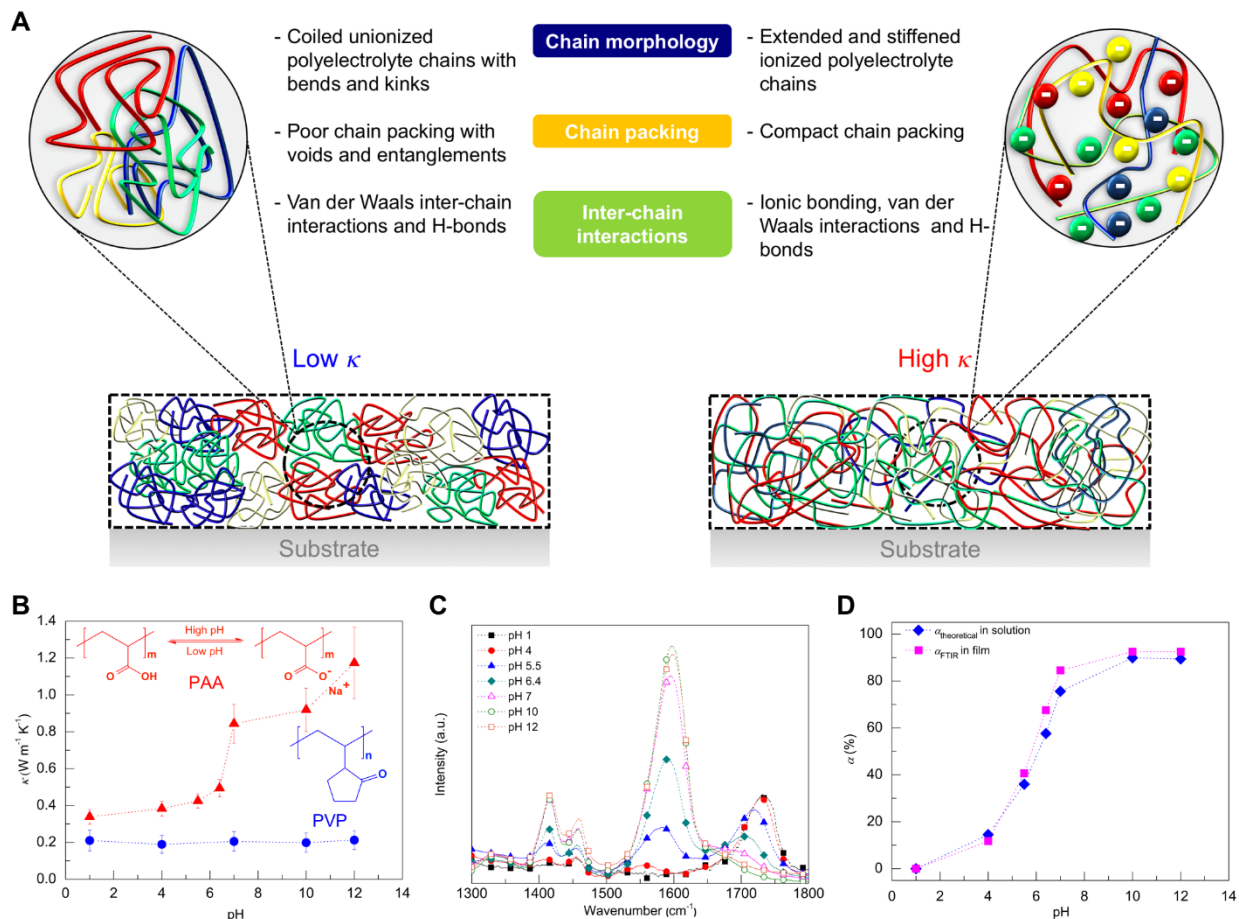 A
- Coiled unionized
polyelectrolyte chains with
bends and kinks
Chain morphology
- Extended and stiffened
ionized polyelectrolyte
chains
- Poor chain packing with
voids and entanglements
Chain packing
- Compact chain packing
- Van der Waals inter-chain
interactions and H-bonds
Inter-chain
interactions
- Ionic bonding, van der
Waals interactions and H-
bonds
Low κ
High κ
Substrate
Substrate
B
κ (W m⁻¹ K⁻¹)
1.4
1.2
1.0
0.8
0.6
0.4
0.2
0.0
0 2 4 6 8 10 12 14
pH
High pH
Low pH
m
O OH
PAA
m
O O⁻
Na⁺
n
O
PVP
C
Intensity (a.u.)
pH 1
pH 4
pH 5.5
pH 6.4
pH 7
pH 10
pH 12
1300 1400 1500 1600 1700 1800
Wavenumber (cm⁻¹)
D
α (%)
100
80
60
40
20
0
αtheoretical in solution
αFTIR in film
0 2 4 6 8 10 12 14
pH